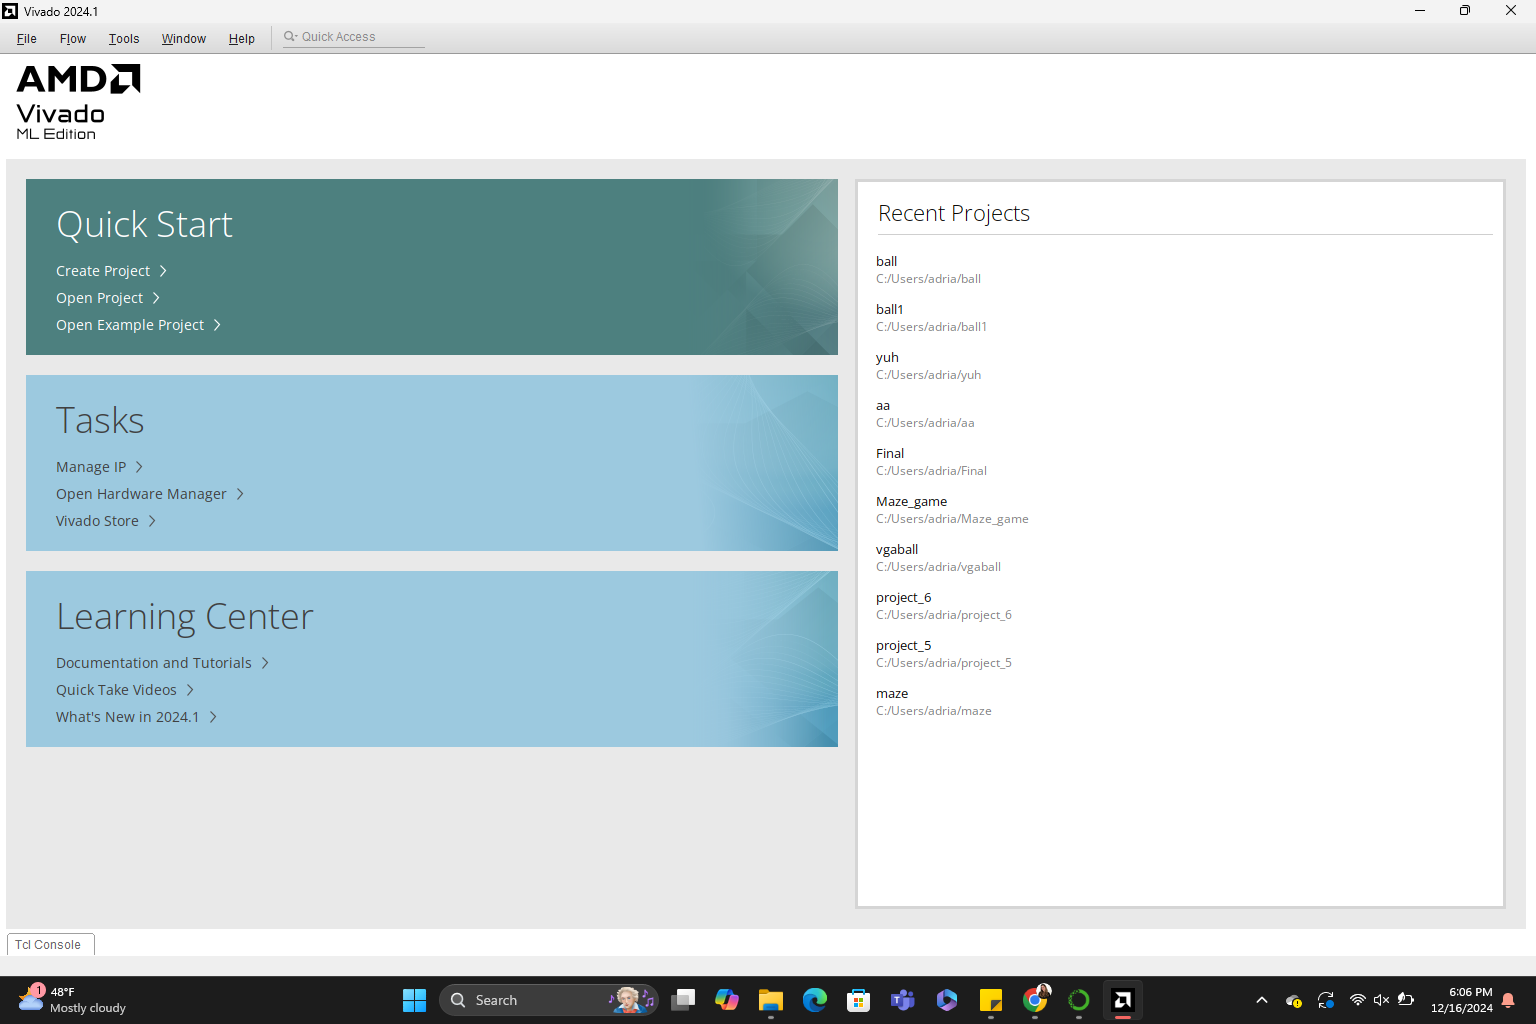 Vivado 2024.1
File Flow Tools Window Help Quick Access
AMD
Vivado
ML Edition
Quick Start
Create Project
Open Project
Open Example Project
Tasks
Manage IP
Open Hardware Manager
Vivado Store
Learning Center
Documentation and Tutorials
Quick Take Videos
What's New in 2024.1
Recent Projects
ball
C:/Users/adria/ball
ball1
C:/Users/adria/ball1
yuh
C:/Users/adria/yuh
aa
C:/Users/adria/aa
Final
C:/Users/adria/Final
Maze_game
C:/Users/adria/Maze_game
vgaball
C:/Users/adria/vgaball
project_6
C:/Users/adria/project_6
project_5
C:/Users/adria/project_5
maze
C:/Users/adria/maze
Tcl Console
1
48°F
Mostly cloudy
Search
6:06 PM
12/16/2024